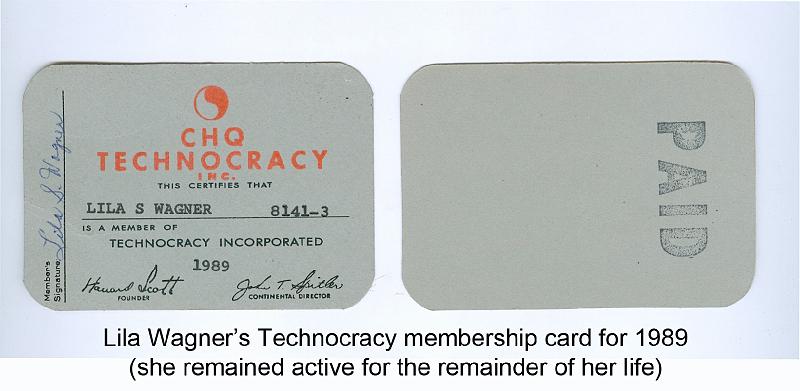 CHQ
TECHNOCRACY
INC.
THIS CERTIFIES THAT
LILA S WAGNER 8141-3
IS A MEMBER OF
TECHNOCRACY INCORPORATED
1989
Howard Scott
FOUNDER
John T. Spitler
CONTINENTAL DIRECTOR
Member's
Signature
Lila S. Wagner
PAID
Lila Wagner’s Technocracy membership card for 1989
(she remained active for the remainder of her life)